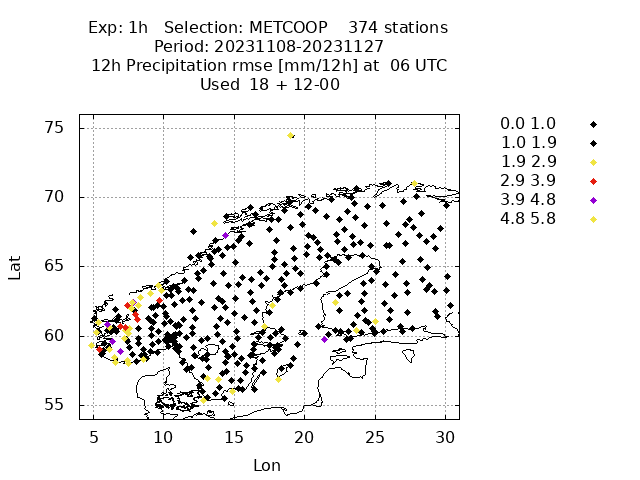 Exp: 1h   Selection: METCOOP    374 stations
Period: 20231108-20231127
12h Precipitation rmse [mm/12h] at  06 UTC
Used  18 + 12-00
0.0 1.0
1.0 1.9
1.9 2.9
2.9 3.9
3.9 4.8
4.8 5.8
75
70
65
60
55
Lat
5 10 15 20 25 30
Lon